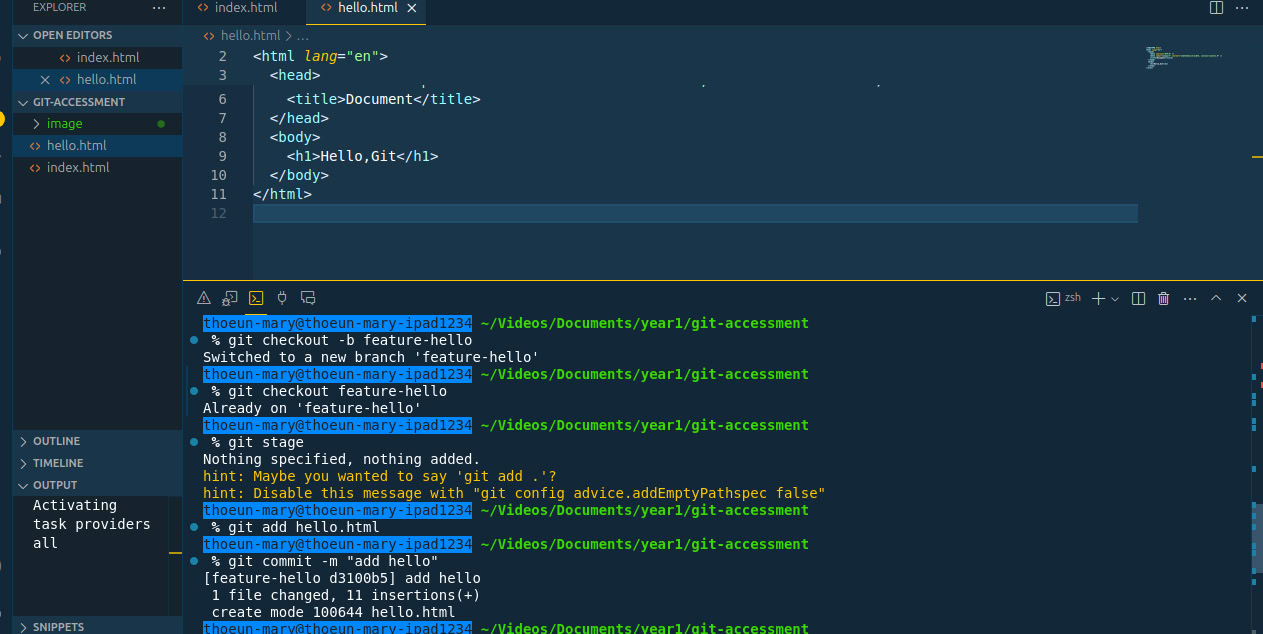 EXPLORER
index.html
hello.html
OPEN EDITORS
index.html
hello.html
GIT-ACCESSMENT
image
hello.html
index.html
OUTLINE
TIMELINE
OUTPUT
Activating
task providers
all
SNIPPETS
hello.html > ...
2 <html lang="en">
3 <head>
6 <title>Document</title>
7 </head>
8 <body>
9 <h1>Hello,Git</h1>
10 </body>
11 </html>
12
zsh
thoeun-mary@thoeun-mary-ipad1234 ~/Videos/Documents/year1/git-accessment
% git checkout -b feature-hello
Switched to a new branch 'feature-hello'
thoeun-mary@thoeun-mary-ipad1234 ~/Videos/Documents/year1/git-accessment
% git checkout feature-hello
Already on 'feature-hello'
thoeun-mary@thoeun-mary-ipad1234 ~/Videos/Documents/year1/git-accessment
% git stage
Nothing specified, nothing added.
hint: Maybe you wanted to say 'git add .'?
hint: Disable this message with "git config advice.addEmptyPathspec false"
thoeun-mary@thoeun-mary-ipad1234 ~/Videos/Documents/year1/git-accessment
% git add hello.html
thoeun-mary@thoeun-mary-ipad1234 ~/Videos/Documents/year1/git-accessment
% git commit -m "add hello"
[feature-hello d3100b5] add hello
1 file changed, 11 insertions(+)
create mode 100644 hello.html
thoeun-mary@thoeun-mary-ipad1234 ~/Videos/Documents/year1/git-accessment